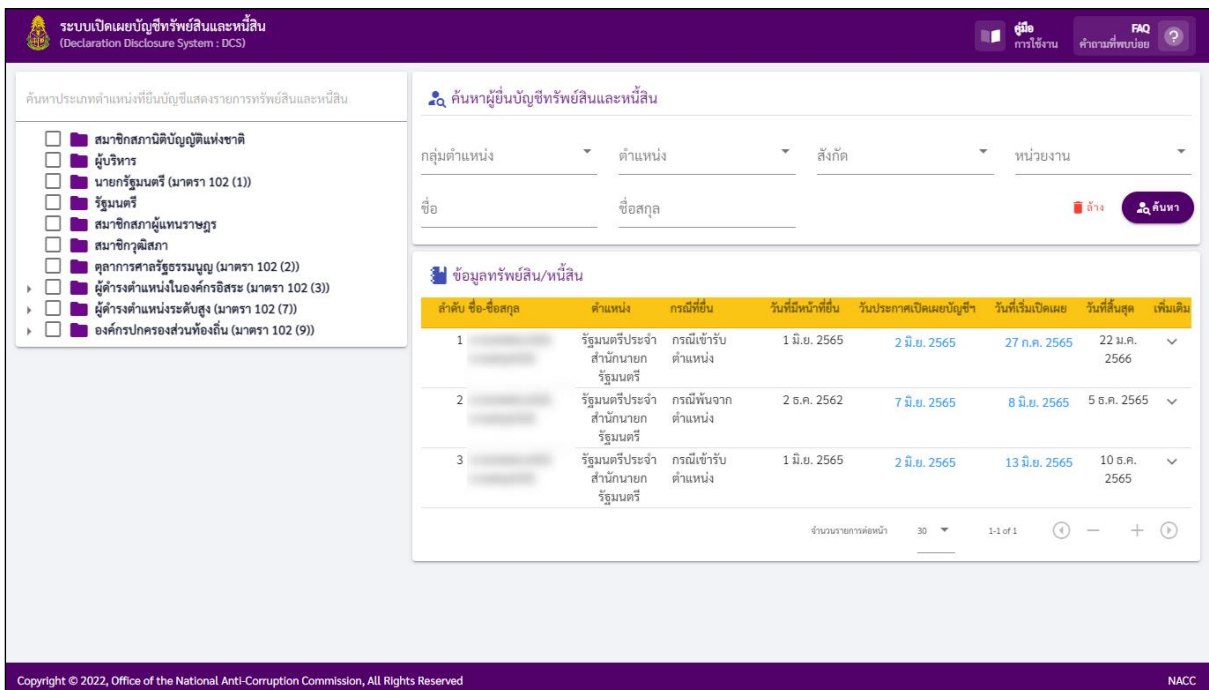 ระบบเปิดเผยบัญชีทรัพย์สินและหนี้สิน
(Declaration Disclosure System : DCS)
คู่มือ
การใช้งาน
FAQ
คำถามที่พบบ่อย
?
ค้นหาประเภทตำแหน่งที่ยื่นบัญชีแสดงรายการทรัพย์สินและหนี้สิน
สมาชิกสภานิติบัญญัติแห่งชาติ
ผู้บริหาร
นายกรัฐมนตรี (มาตรา 102 (1))
รัฐมนตรี
สมาชิกสภาผู้แทนราษฎร
สมาชิกวุฒิสภา
ตุลาการศาลรัฐธรรมนูญ (มาตรา 102 (2))
ผู้ดำรงตำแหน่งในองค์กรอิสระ (มาตรา 102 (3))
ผู้ดำรงตำแหน่งระดับสูง (มาตรา 102 (7))
องค์กรปกครองส่วนท้องถิ่น (มาตรา 102 (9))
ค้นหาผู้ยื่นบัญชีทรัพย์สินและหนี้สิน
กลุ่มตำแหน่ง ตำแหน่ง สังกัด หน่วยงาน
ชื่อ ชื่อสกุล ล้าง ค้นหา
ข้อมูลทรัพย์สิน/หนี้สิน
ลำดับ ชื่อ-ชื่อสกุล ตำแหน่ง กรณีที่ยื่น วันที่มีหน้าที่ยื่น วันประกาศเปิดเผยบัญชีฯ วันที่เริ่มเปิดเผย วันที่สิ้นสุด เพิ่มเติม
1 รัฐมนตรีประจำ กรณีเข้ารับ 1 มิ.ย. 2565 2 มิ.ย. 2565 27 ก.ค. 2565 22 ม.ค.
สำนักนายก ตำแหน่ง 2566
รัฐมนตรี
2 รัฐมนตรีประจำ กรณีพ้นจาก 2 ธ.ค. 2562 7 มิ.ย. 2565 8 มิ.ย. 2565 5 ธ.ค. 2565
สำนักนายก ตำแหน่ง
รัฐมนตรี
3 รัฐมนตรีประจำ กรณีเข้ารับ 1 มิ.ย. 2565 2 มิ.ย. 2565 13 มิ.ย. 2565 10 ธ.ค.
สำนักนายก ตำแหน่ง 2565
รัฐมนตรี
จำนวนรายการต่อหน้า 30 1-1 of 1
Copyright © 2022, Office of the National Anti-Corruption Commission, All Rights Reserved NACC